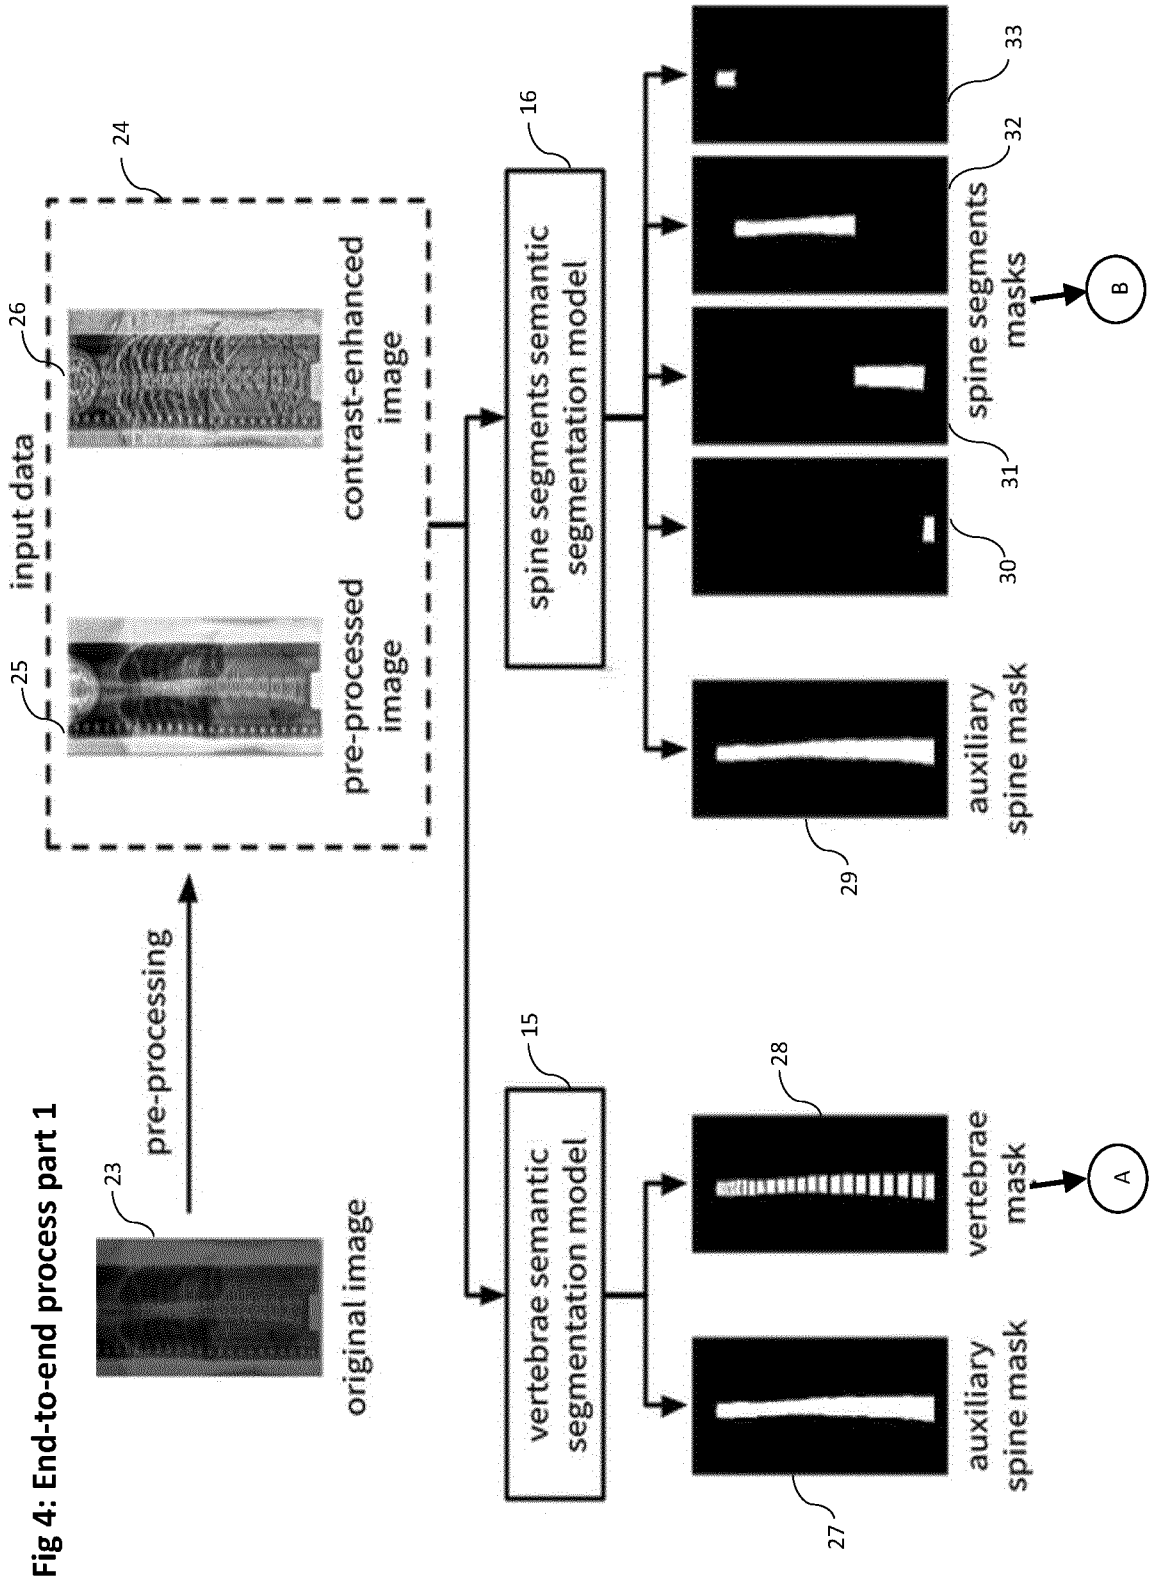 Fig 4: End-to-end process part 1
23
original image
pre-processing
input data
24
25
pre-processed
image
26
contrast-enhanced
image
15
vertebrae semantic
segmentation model
16
spine segments semantic
segmentation model
27
auxiliary
spine mask
28
vertebrae
mask
A
29
auxiliary
spine mask
30
31
32
33
spine segments
masks
B